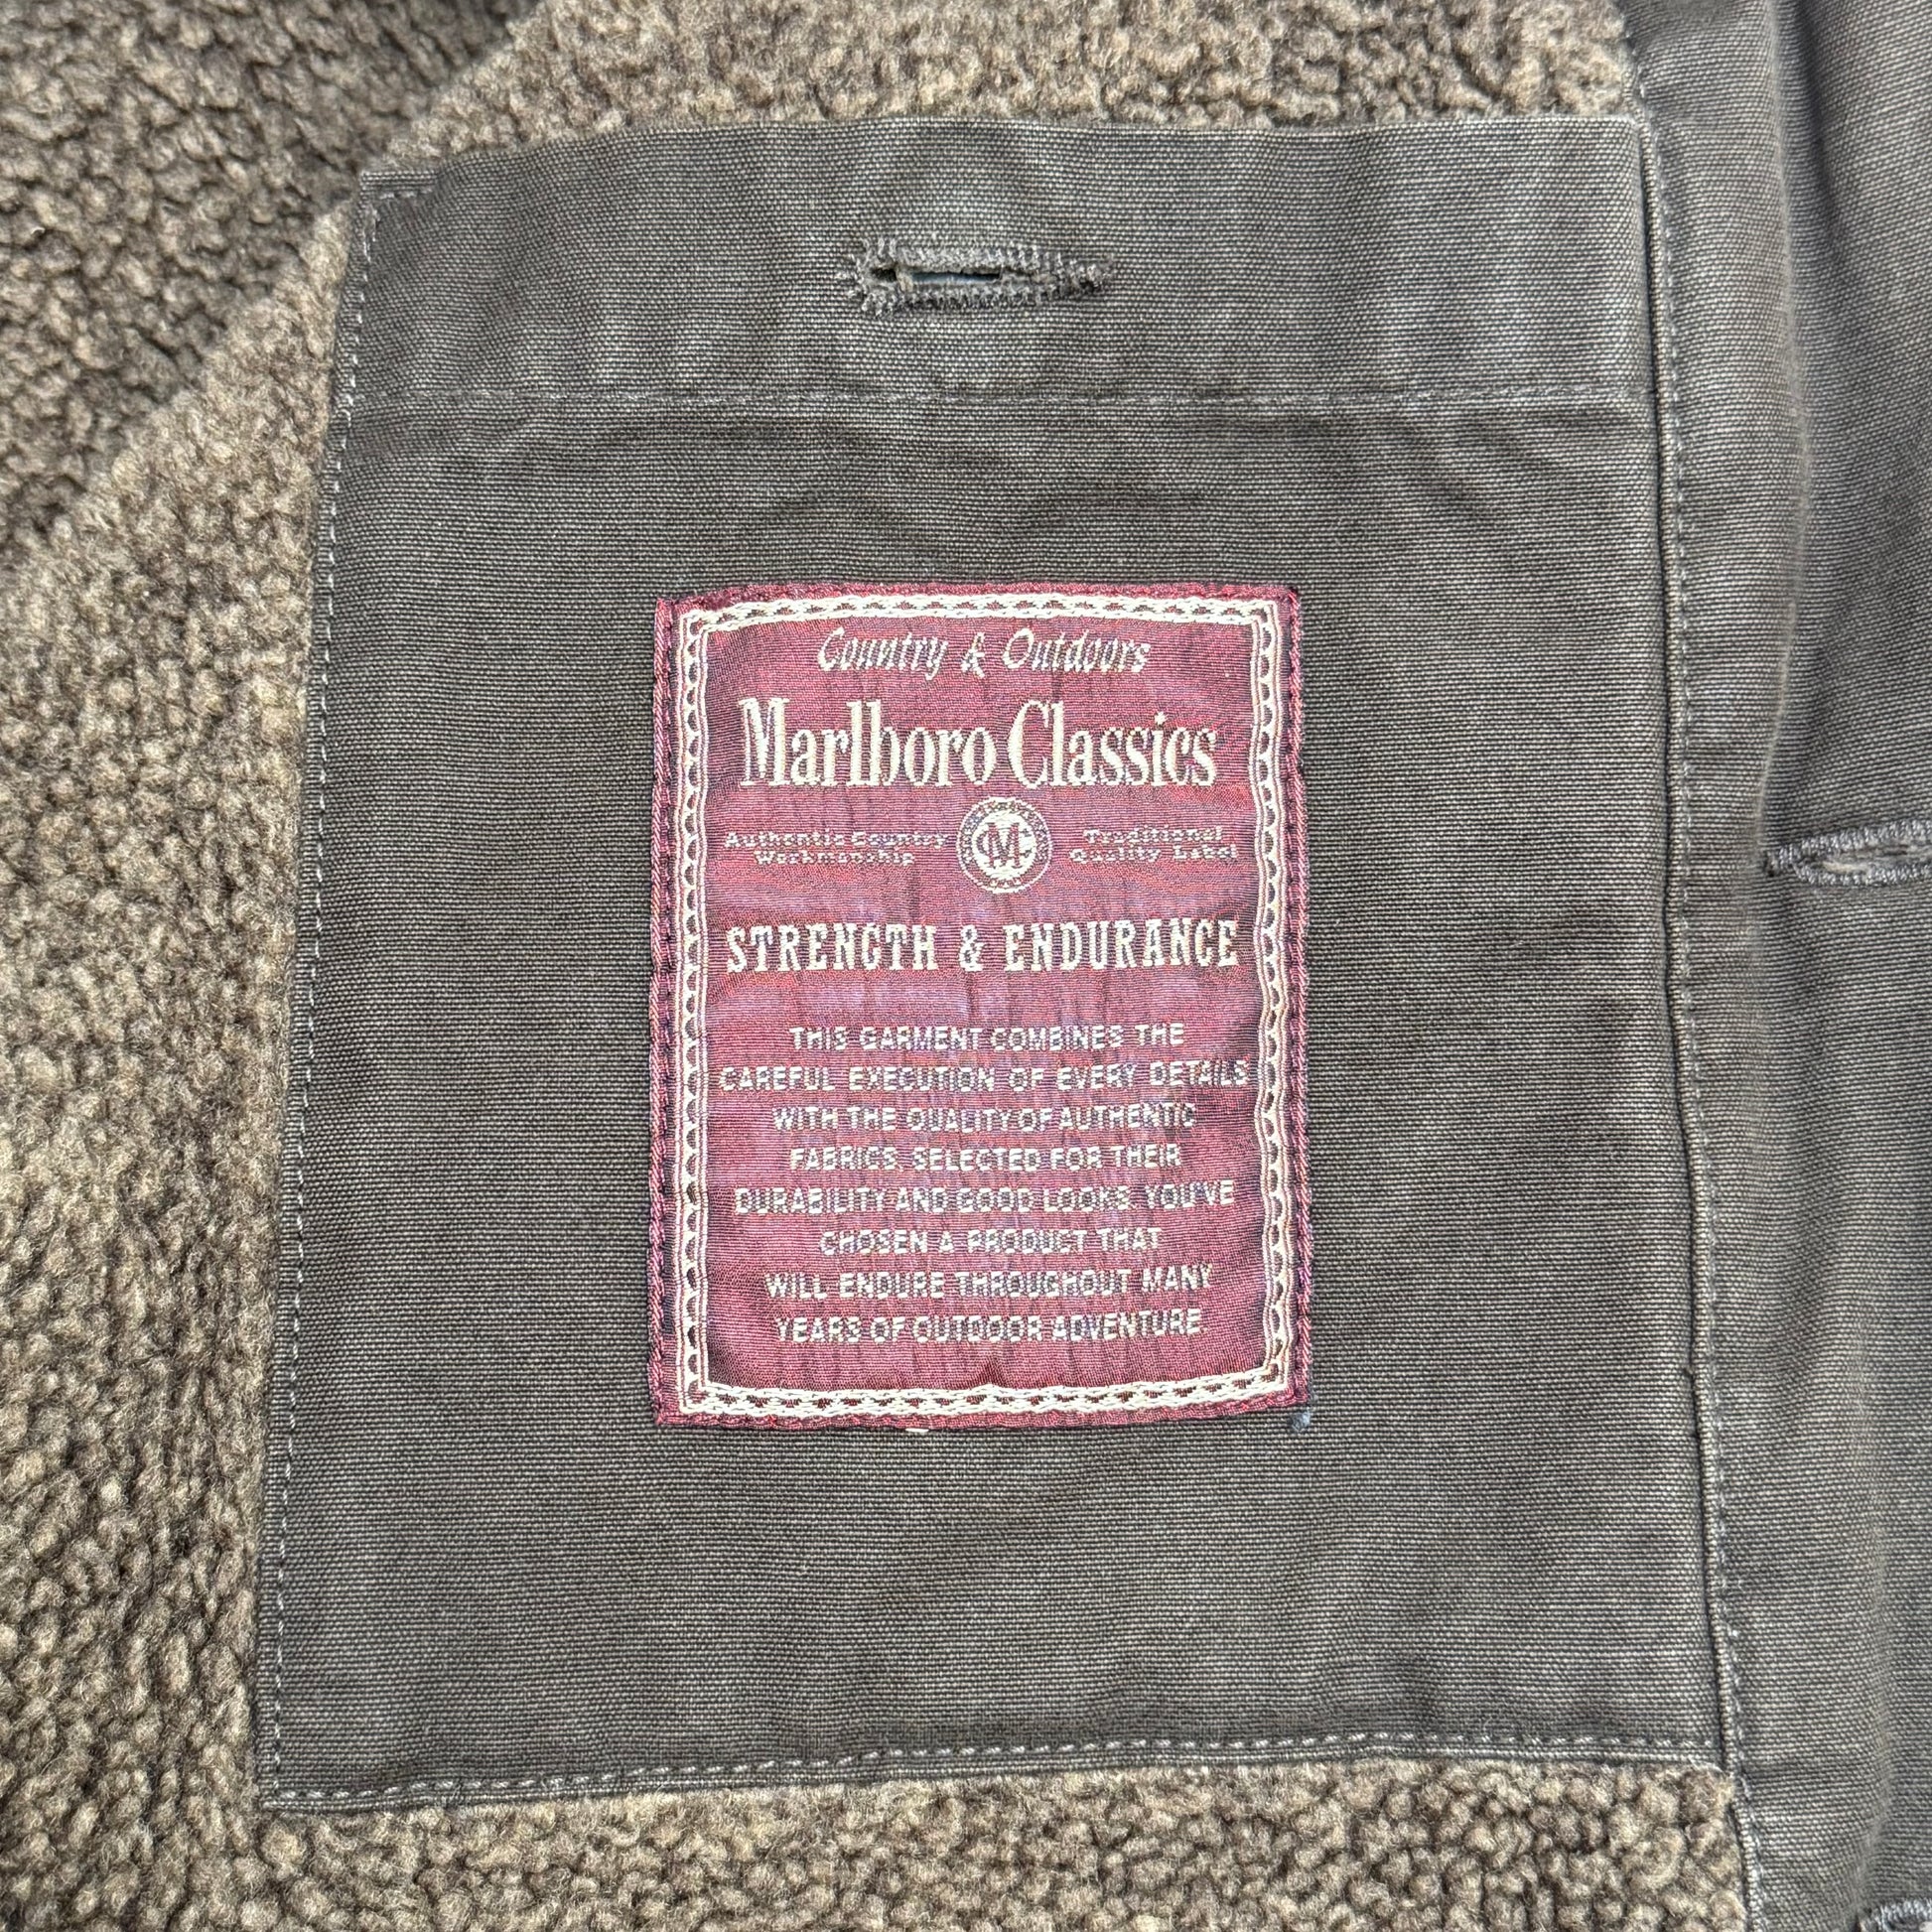 Country & Outdoors
Marlboro Classics
Authentic Country Workmanship
MC
Traditional Quality Label
STRENGTH & ENDURANCE
THIS GARMENT COMBINES THE
CAREFUL EXECUTION OF EVERY DETAILS
WITH THE QUALITY OF AUTHENTIC
FABRICS, SELECTED FOR THEIR
DURABILITY AND GOOD LOOKS. YOU'VE
CHOSEN A PRODUCT THAT
WILL ENDURE THROUGHOUT MANY
YEARS OF OUTDOOR ADVENTURE.